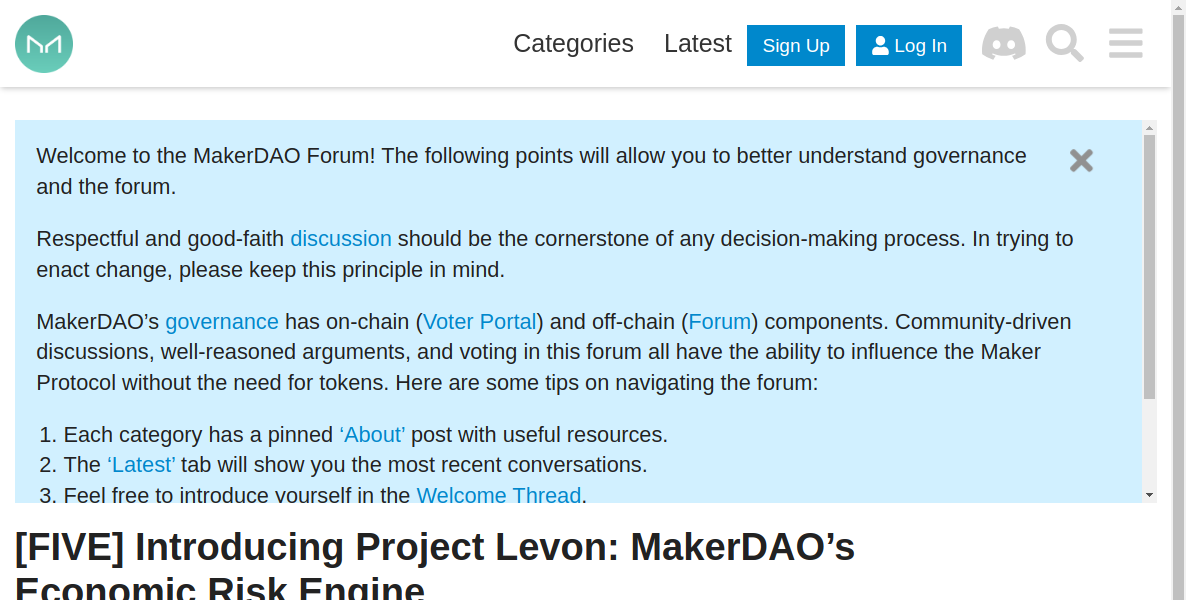 Categories Latest Sign Up Log In
Welcome to the MakerDAO Forum! The following points will allow you to better understand governance
and the forum.
Respectful and good-faith discussion should be the cornerstone of any decision-making process. In trying to
enact change, please keep this principle in mind.
MakerDAO’s governance has on-chain (Voter Portal) and off-chain (Forum) components. Community-driven
discussions, well-reasoned arguments, and voting in this forum all have the ability to influence the Maker
Protocol without the need for tokens. Here are some tips on navigating the forum:
1. Each category has a pinned ‘About’ post with useful resources.
2. The ‘Latest’ tab will show you the most recent conversations.
3. Feel free to introduce yourself in the Welcome Thread.
[FIVE] Introducing Project Levon: MakerDAO’s
Economic Risk Engine